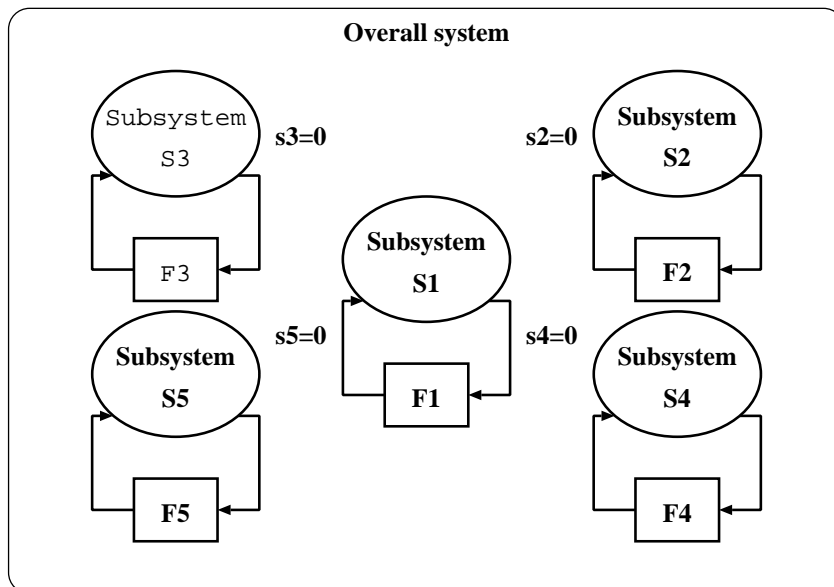 Overall system
Subsystem
S3
s3=0
s2=0
Subsystem
S2
F3
Subsystem
S1
F2
Subsystem
S5
s5=0
s4=0
Subsystem
S4
F1
F5
F4